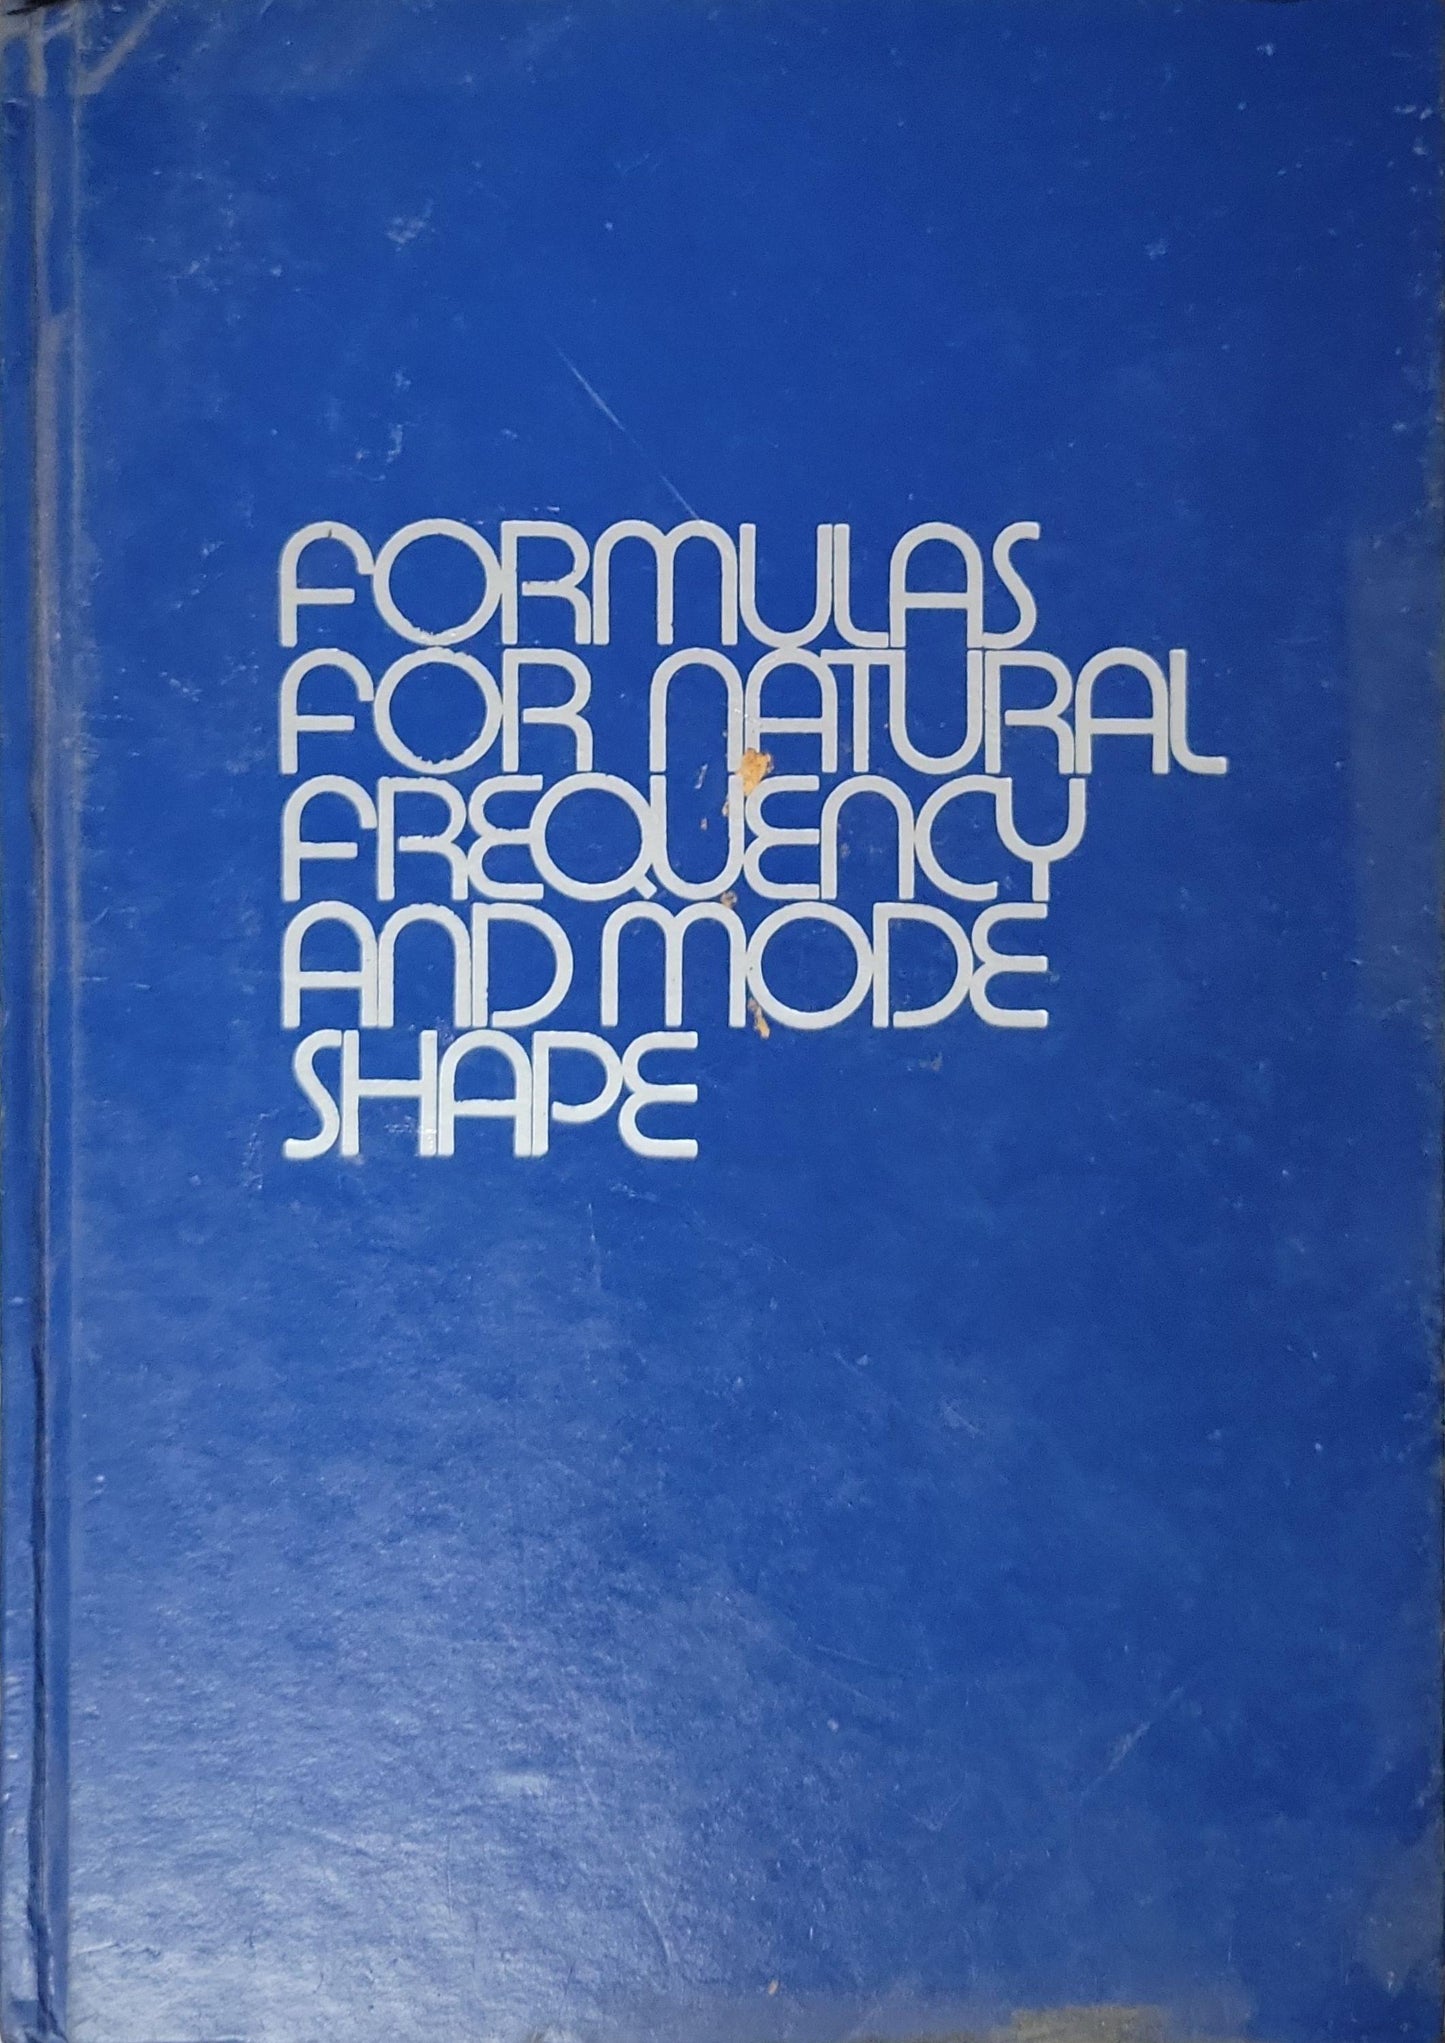 FORMULAS
FOR NATURAL
FREQUENCY
AND MODE
SHAPE